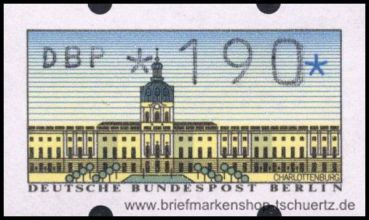 DBP *190*
CHARLOTTENBURG
DEUTSCHE BUNDESPOST BERLIN
www.briefmarkenshop-tschuertz.de